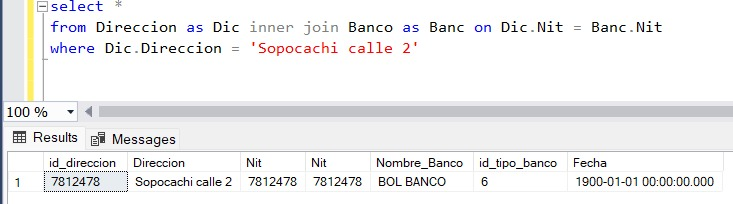 select *
from Direccion as Dic inner join Banco as Banc on Dic.Nit = Banc.Nit
where Dic.Direccion = 'Sopocachi calle 2'
100 %
Results Messages
id_direccion Direccion Nit Nit Nombre_Banco id_tipo_banco Fecha
1 7812478 Sopocachi calle 2 7812478 7812478 BOL BANCO 6 1900-01-01 00:00:00.000